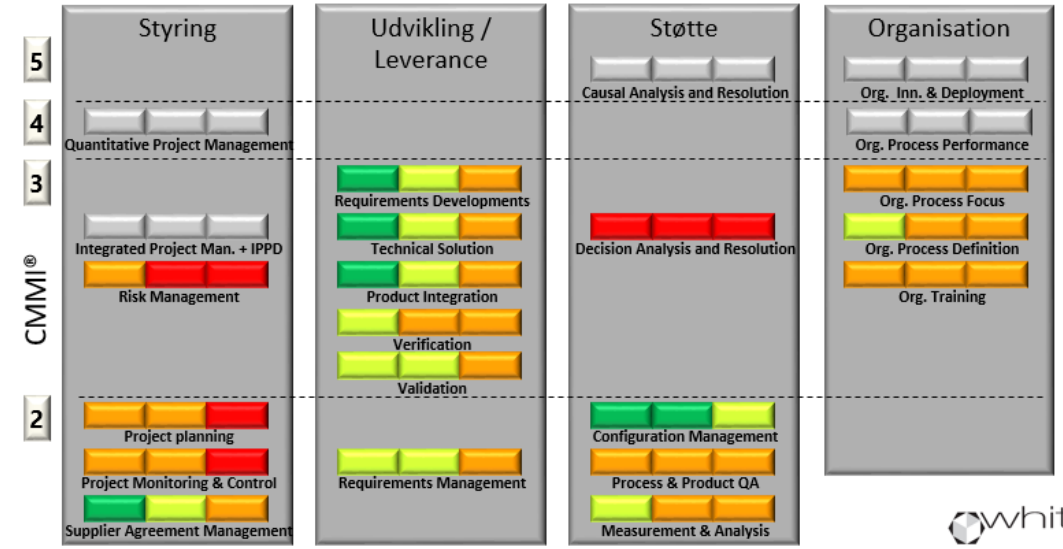 Styring
Udvikling /
Leverance
Støtte
Organisation
5
Causal Analysis and Resolution
Org. Inn. & Deployment
4
Quantitative Project Management
Org. Process Performance
3
Requirements Developments
Org. Process Focus
Integrated Project Man. + IPPD
Technical Solution
Decision Analysis and Resolution
Org. Process Definition
CMMI®
Risk Management
Product Integration
Org. Training
Verification
Validation
2
Project planning
Configuration Management
Project Monitoring & Control
Requirements Management
Process & Product QA
Supplier Agreement Management
Measurement & Analysis
whit